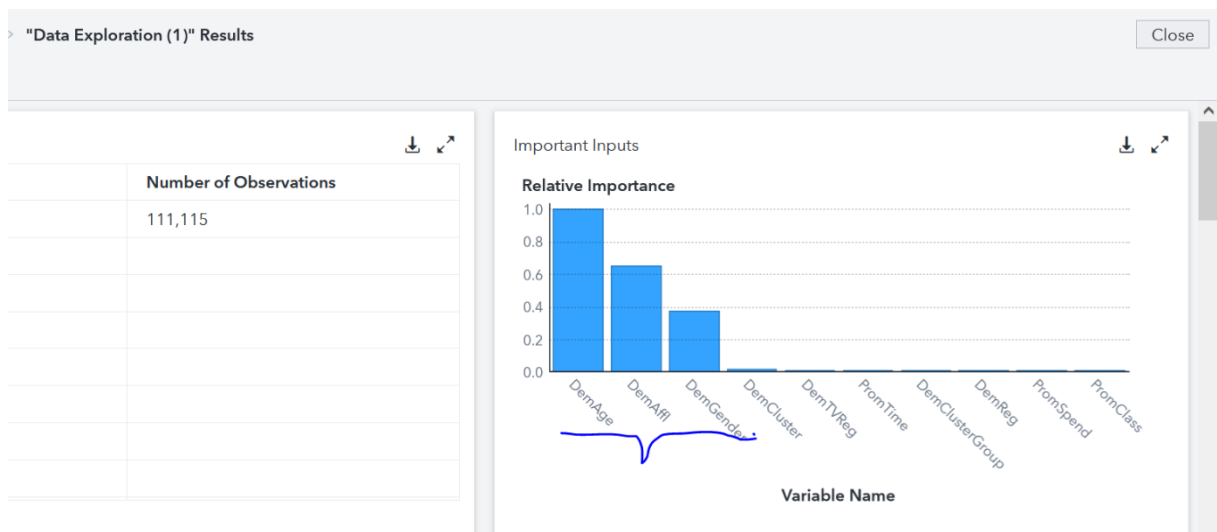 "Data Exploration (1)" Results
Close
Number of Observations
111,115
Important Inputs
Relative Importance
1.0
0.8
0.6
0.4
0.2
0.0
DemAge
DemAffl
DemGender
DemCluster
DemTVReg
PromTime
DemClusterGroup
DemReg
PromSpend
PromClass
Variable Name